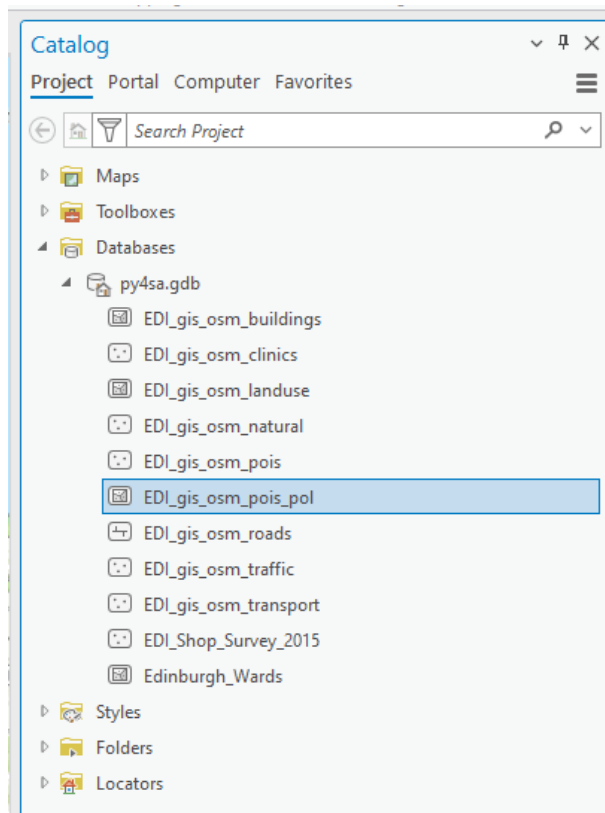 Catalog
Project Portal Computer Favorites
Search Project
Maps
Toolboxes
Databases
py4sa.gdb
EDI_gis_osm_buildings
EDI_gis_osm_clinics
EDI_gis_osm_landuse
EDI_gis_osm_natural
EDI_gis_osm_pois
EDI_gis_osm_pois_pol
EDI_gis_osm_roads
EDI_gis_osm_traffic
EDI_gis_osm_transport
EDI_Shop_Survey_2015
Edinburgh_Wards
Styles
Folders
Locators